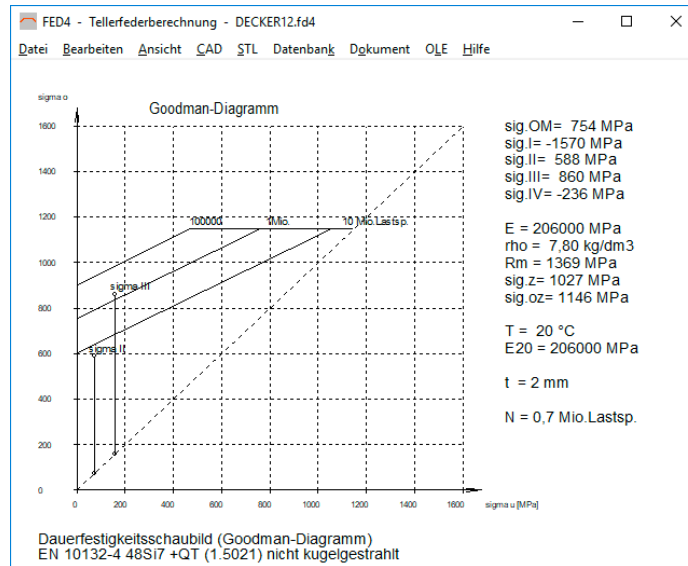 FED4 - Tellerfederberechnung - DECKER12.fd4
Datei Bearbeiten Ansicht CAD STL Datenbank Dokument OLE Hilfe
sigma o
Goodman-Diagramm
1600
1400
1200
1000
800
600
400
200
0
100000
1Mio.
10 Mio.Lastsp.
sigma III
sigma II
0 200 400 600 800 1000 1200 1400 1600 sigma u [MPa]
sig.OM= 754 MPa
sig.I= -1570 MPa
sig.II= 588 MPa
sig.III= 860 MPa
sig.IV= -236 MPa
E = 206000 MPa
rho = 7,80 kg/dm3
Rm = 1369 MPa
sig.z= 1027 MPa
sig.oz= 1146 MPa
T = 20 °C
E20 = 206000 MPa
t = 2 mm
N = 0,7 Mio.Lastsp.
Dauerfestigkeitsschaubild (Goodman-Diagramm)
EN 10132-4 48Si7 +QT (1.5021) nicht kugelgestrahlt